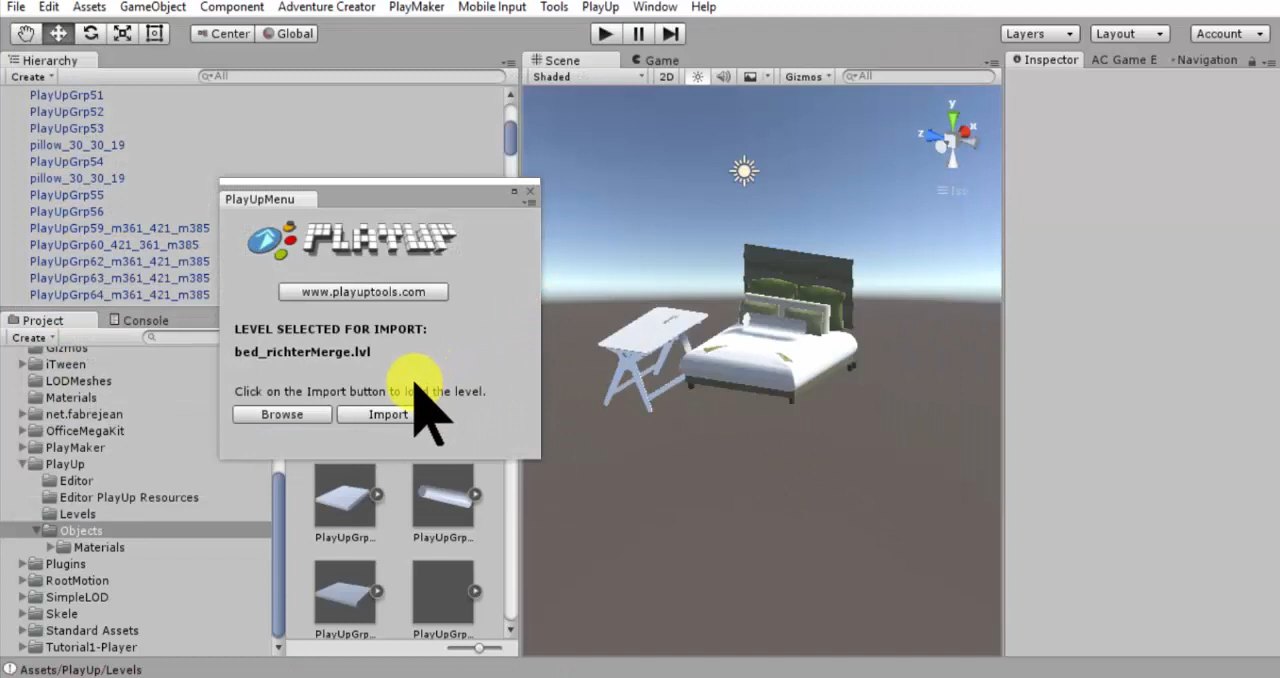 File Edit Assets GameObject Component Adventure Creator PlayMaker Mobile Input Tools PlayUp Window Help
Center Global Layers Layout Account
Hierarchy Scene Game Inspector AC Game E Navigation
Create All Shaded 2D Gizmos All
PlayUpGrp51
PlayUpGrp52
PlayUpGrp53
pillow_30_30_19
PlayUpGrp54
pillow_30_30_19
PlayUpGrp55
PlayUpGrp56
PlayUpGrp59_m361_421_m385
PlayUpGrp60_421_361_m385
PlayUpGrp62_m361_421_m385
PlayUpGrp63_m361_421_m385
PlayUpGrp64_m361_421_m385
y
x
z
Iso
PlayUpMenu
PLAYUP
www.playuptools.com
LEVEL SELECTED FOR IMPORT:
bed_richterMerge.lvl
Click on the Import button to the level.
Browse Import
Project Console
Create
Gizmos
iTween
LODMeshes
Materials
net.fabrejean
OfficeMegaKit
PlayMaker
PlayUp
Editor
Editor PlayUp Resources
Levels
Objects
Materials
Plugins
RootMotion
SimpleLOD
Skele
Standard Assets
Tutorial1-Player
PlayUpGrp... PlayUpGrp...
PlayUpGrp... PlayUpGrp...
Assets/PlayUp/Levels